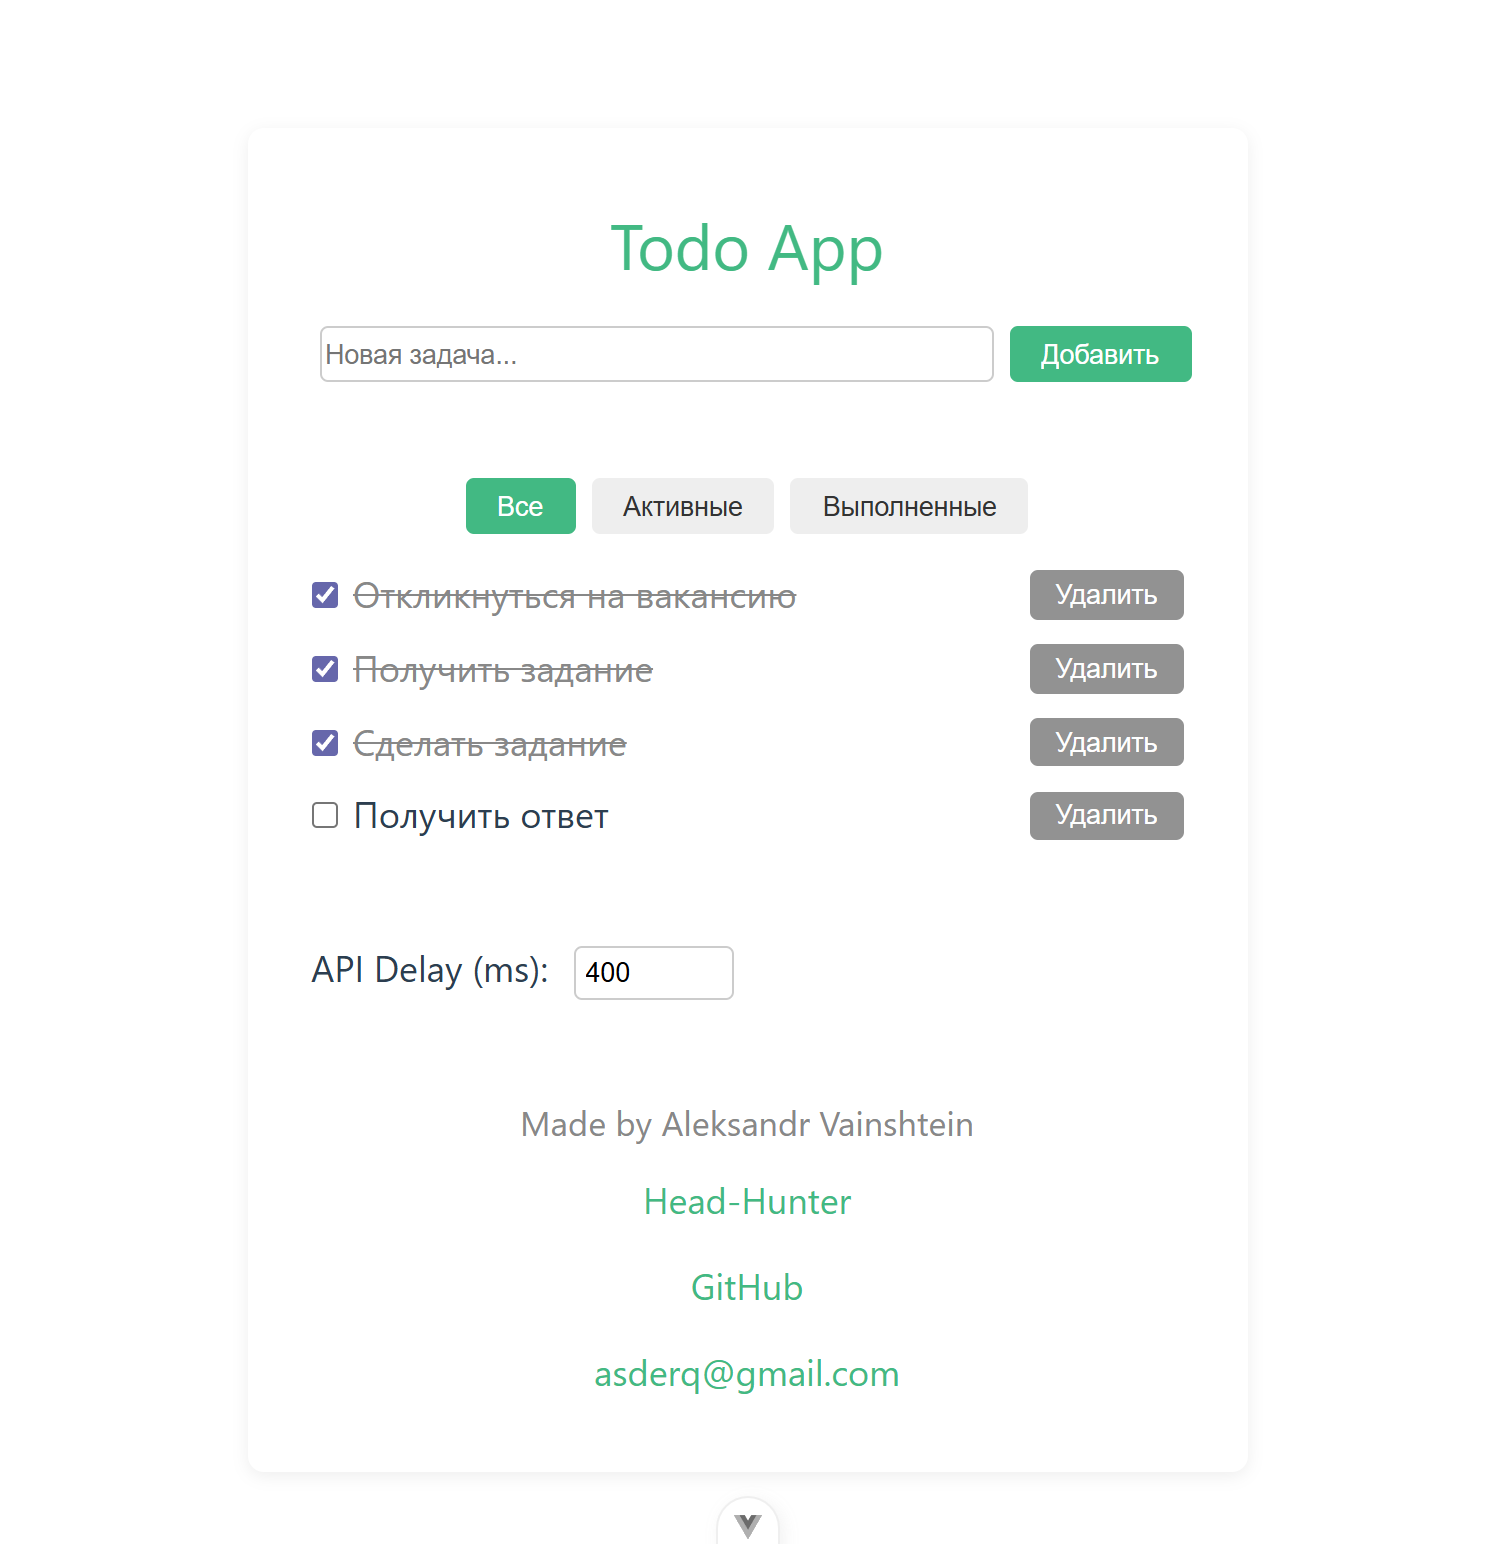 Todo App
Новая задача... Добавить
Все Активные Выполненные
Откликнуться на вакансию Удалить
Получить задание Удалить
Сделать задание Удалить
Получить ответ Удалить
API Delay (ms): 400
Made by Aleksandr Vainshtein
Head-Hunter
GitHub
asderq@gmail.com